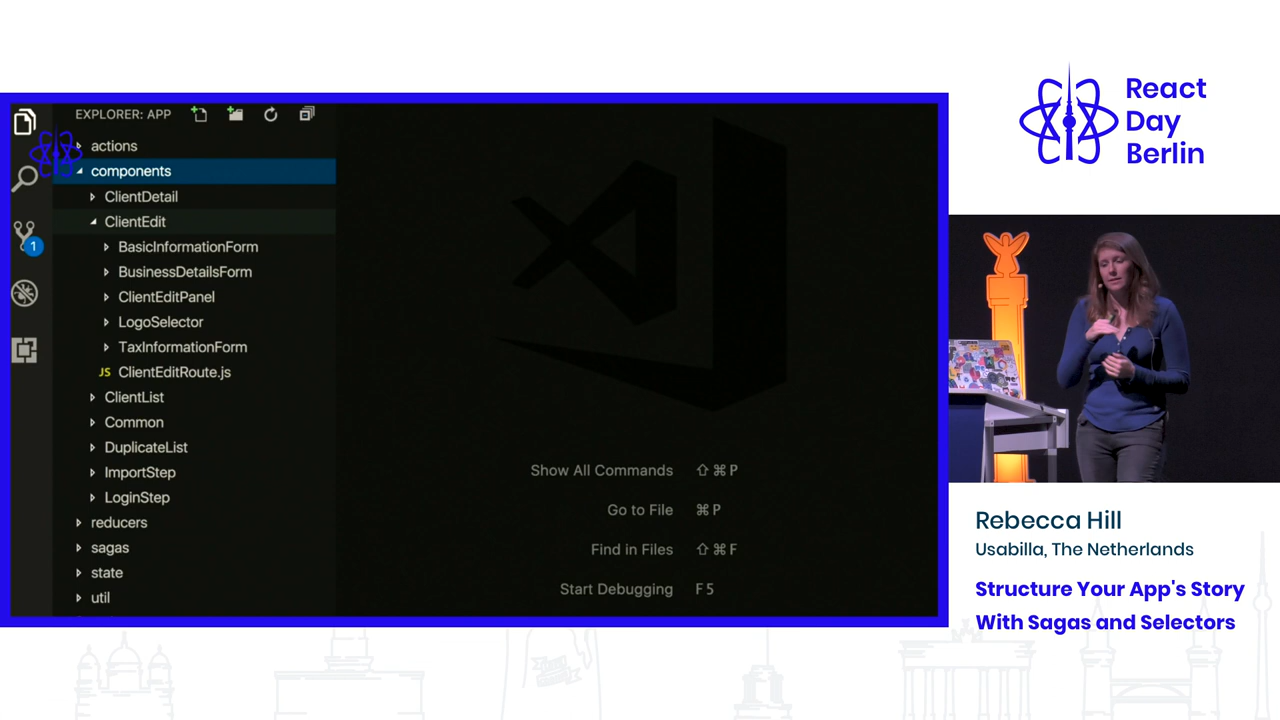 EXPLORER: APP
actions
components
ClientDetail
ClientEdit
BasicInformationForm
BusinessDetailsForm
ClientEditPanel
LogoSelector
TaxInformationForm
JS ClientEditRoute.js
ClientList
Common
DuplicateList
ImportStep
LoginStep
reducers
sagas
state
util
1
Show All Commands ⇧⌘P
Go to File ⌘P
Find in Files ⇧⌘F
Start Debugging F5
React
Day
Berlin
Rebecca Hill
Usabilla, The Netherlands
Structure Your App's Story
With Sagas and Selectors